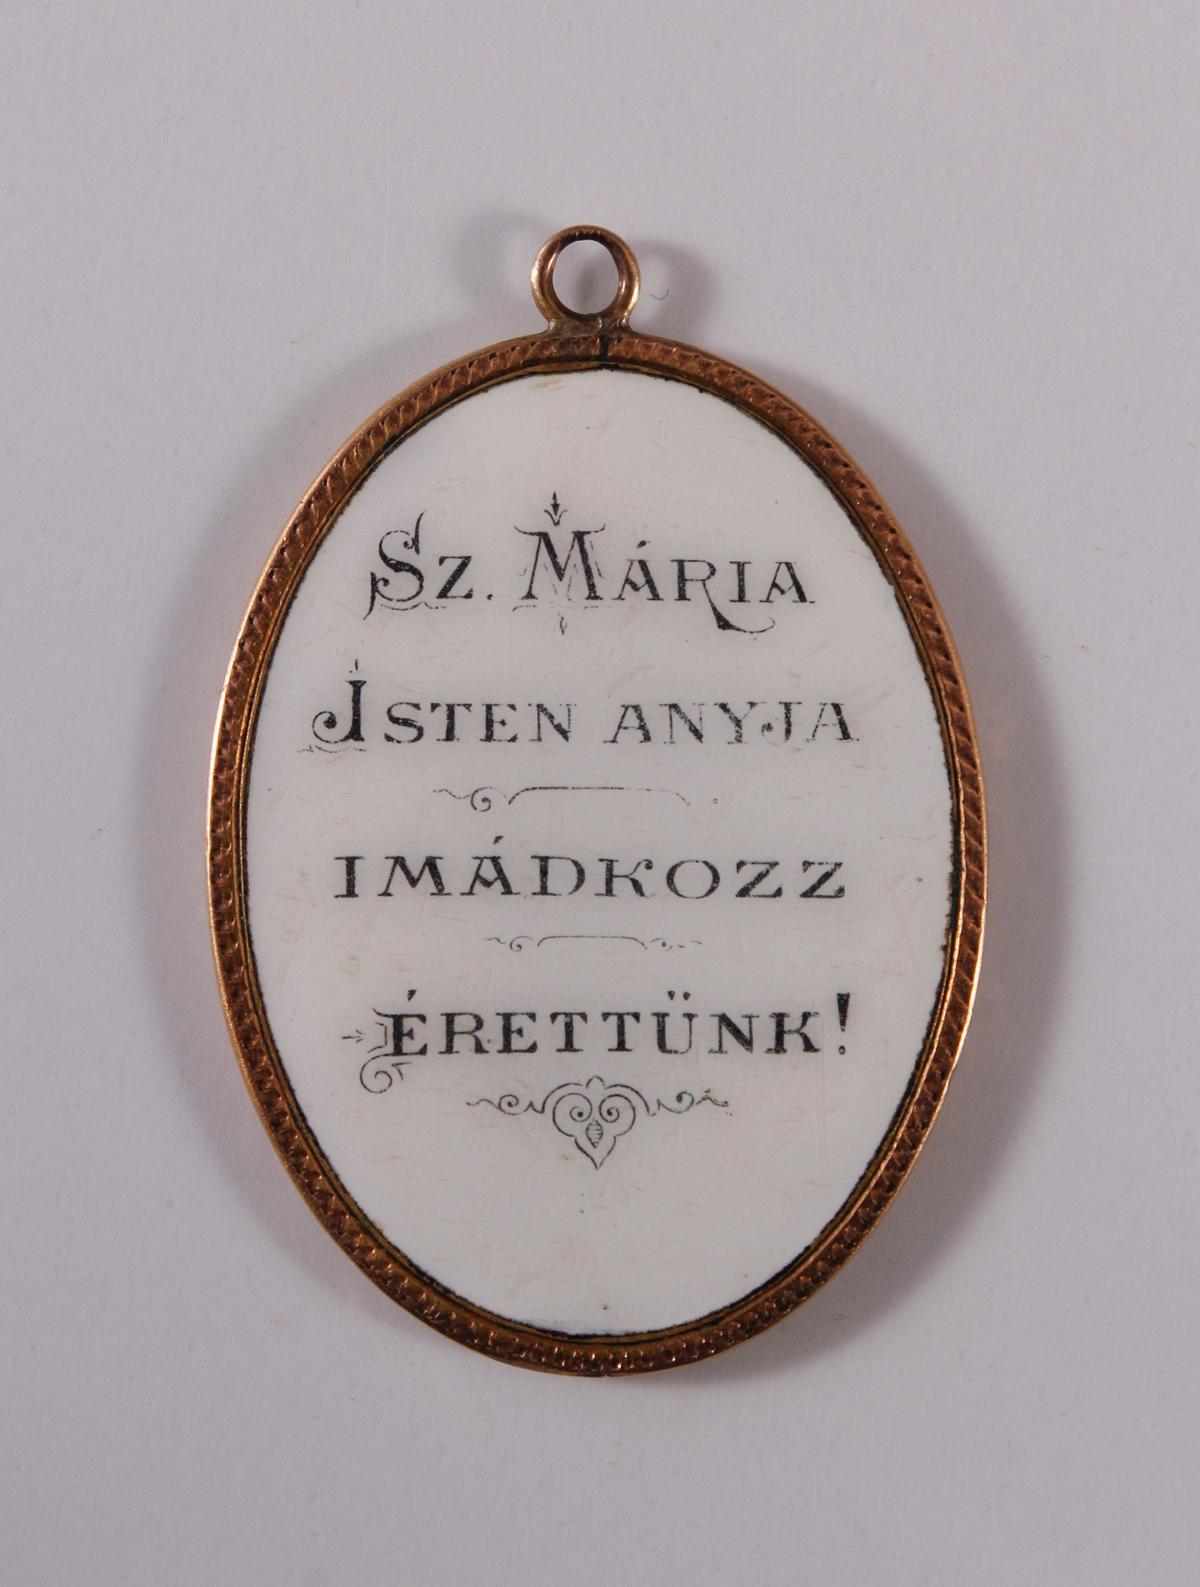 Sz. Mária
Isten anyja
imádkozz
érettünk!